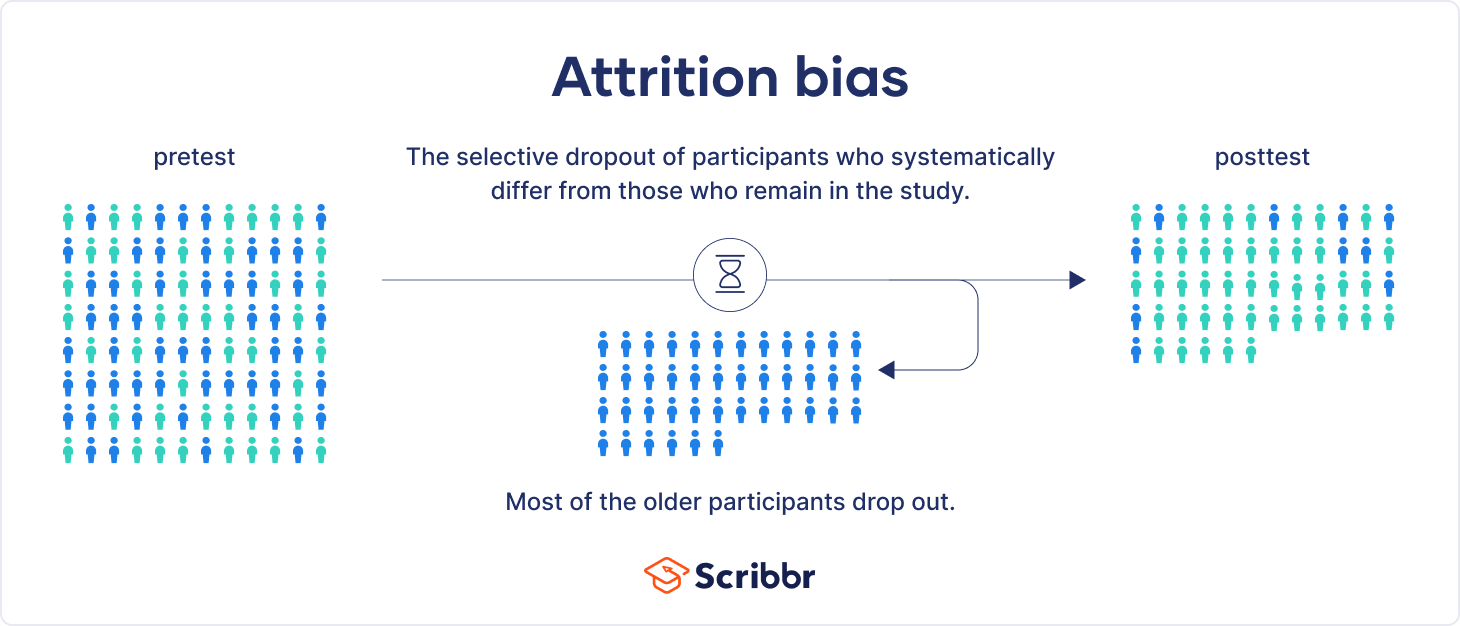 Attrition bias
pretest
The selective dropout of participants who systematically
differ from those who remain in the study.
posttest
Most of the older participants drop out.
Scribbr